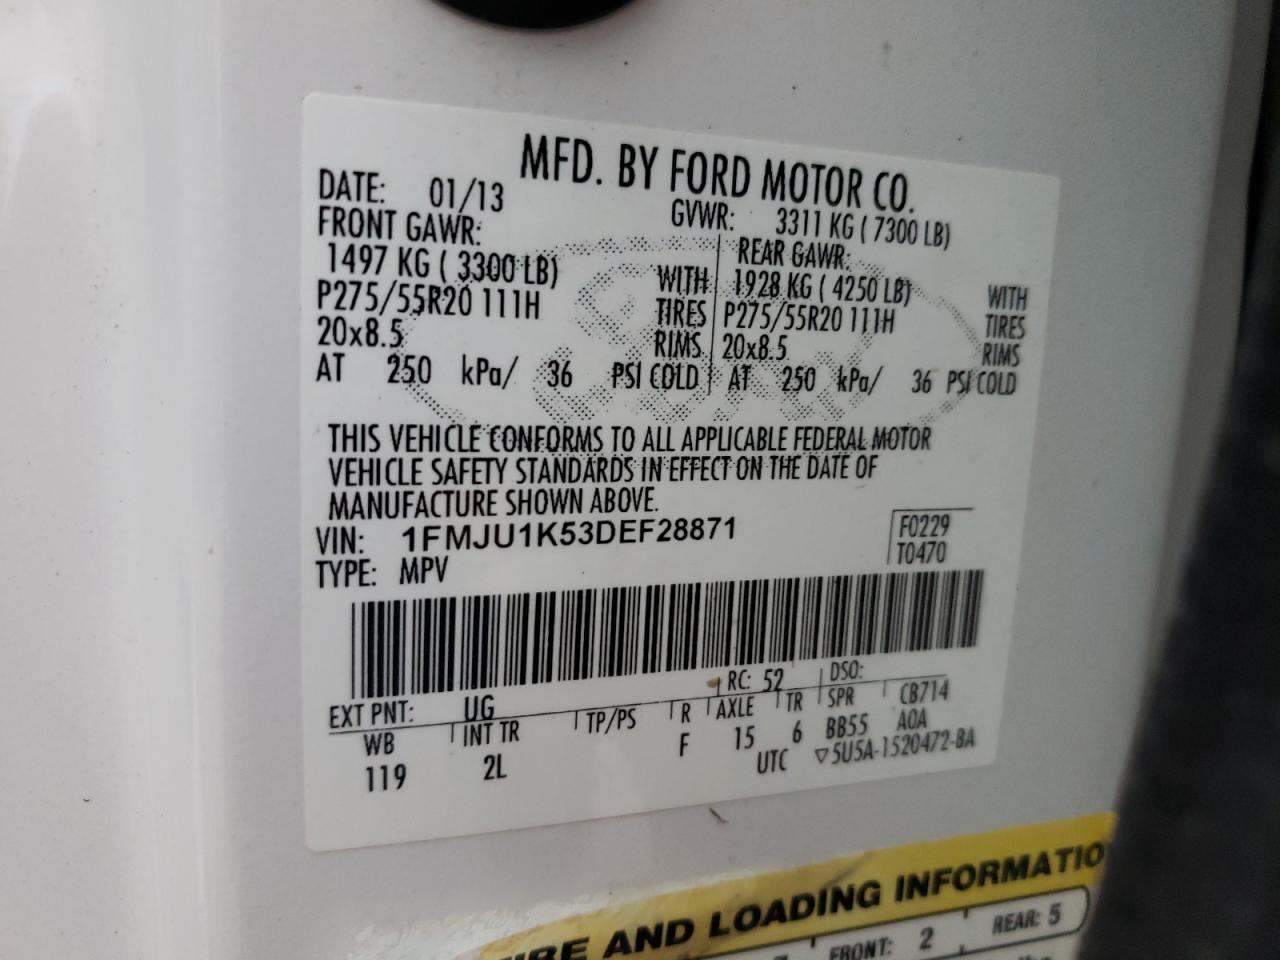 MFD. BY FORD MOTOR CO.
DATE: 01/13 GVWR: 3311 KG ( 7300 LB)
FRONT GAWR: REAR GAWR:
1497 KG ( 3300 LB) WITH 1928 KG ( 4250 LB) WITH
P275/55R20 111H TIRES P275/55R20 111H TIRES
20x8.5 RIMS 20x8.5 RIMS
AT 250 kPa/ 36 PSI COLD AT 250 kPa/ 36 PSI COLD
THIS VEHICLE CONFORMS TO ALL APPLICABLE FEDERAL MOTOR
VEHICLE SAFETY STANDARDS IN EFFECT ON THE DATE OF
MANUFACTURE SHOWN ABOVE.
VIN: 1FMJU1K53DEF28871 F0229
TYPE: MPV T0470
EXT PNT: UG RC: 52 DSO:
WB INT TR TP/PS R AXLE TR SPR CB714
119 2L F 15 6 BB55 AOA
UTC ▽5U5A-1520472-BA
AND LOADING INFORMATIO
FRONT: 2 REAR: 5